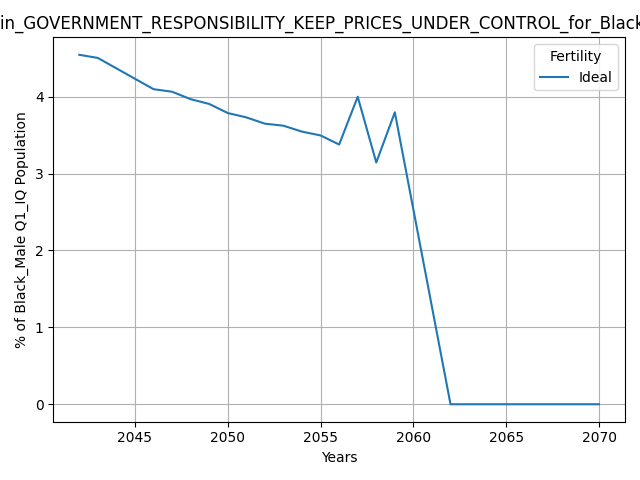 in_GOVERNMENT_RESPONSIBILITY_KEEP_PRICES_UNDER_CONTROL_for_Black
Fertility
Ideal
% of Black_Male Q1_IQ Population
4
3
2
1
0
2045 2050 2055 2060 2065 2070
Years